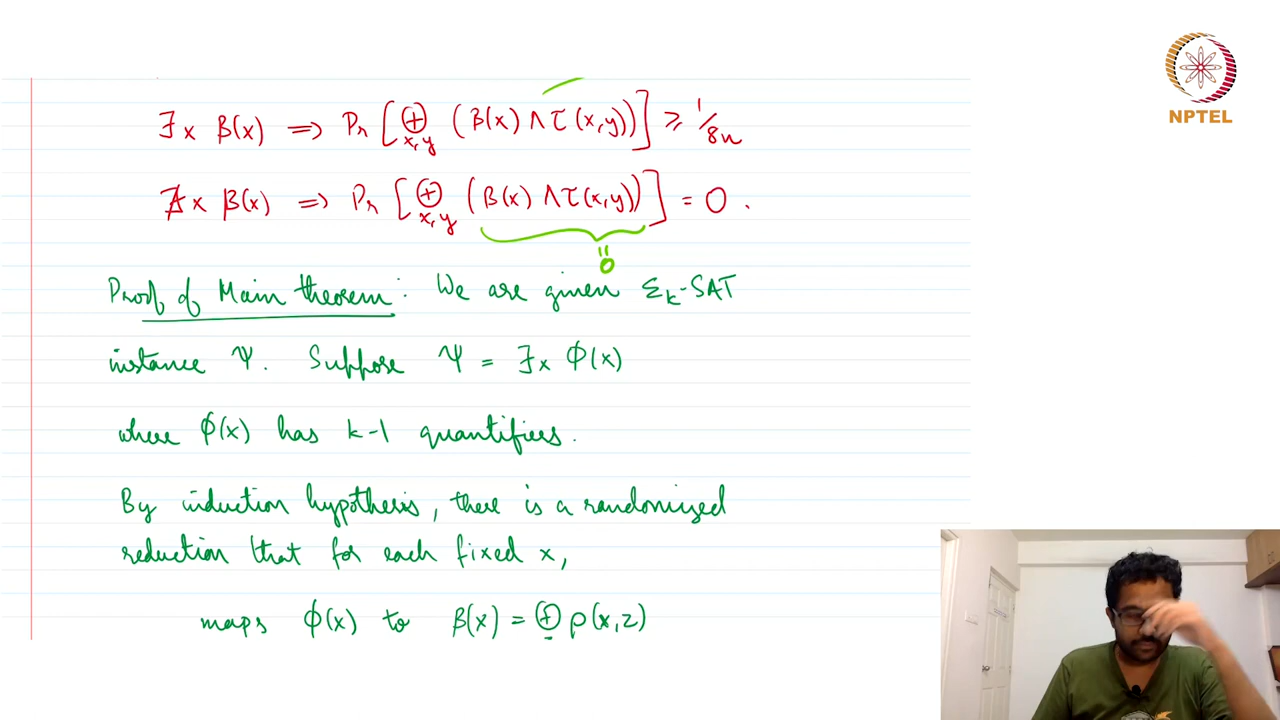 NPTEL
∃x β(x) ⟹ Pr [ ⊕ x,y (β(x) ∧ τ(x,y)) ] ≥ 1/8n
∄x β(x) ⟹ Pr [ ⊕ x,y (β(x) ∧ τ(x,y)) ] = 0 .
" 0
Proof of Main theorem : We are given Σk-SAT
instance Ψ. Suppose Ψ = ∃x Φ(x)
where Φ(x) has k-1 quantifiers.
By induction hypothesis, there is a randomized
reduction that for each fixed x,
maps Φ(x) to β(x) = ⊕ ρ(x,z)